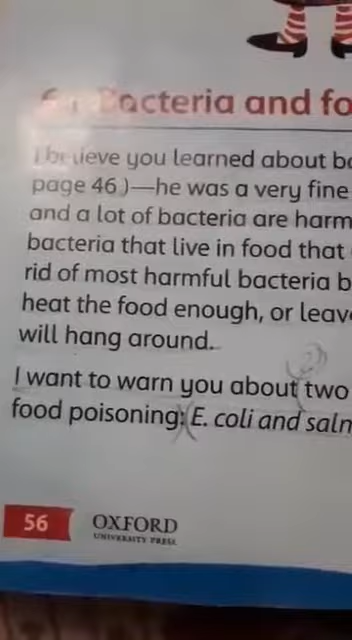 Bacteria and fo
I believe you learned about b
page 46)—he was a very fine
and a lot of bacteria are harm
bacteria that live in food that
rid of most harmful bacteria b
heat the food enough, or leav
will hang around.
I want to warn you about two
food poisoning: E. coli and saln
56
OXFORD
UNIVERSITY PRESS